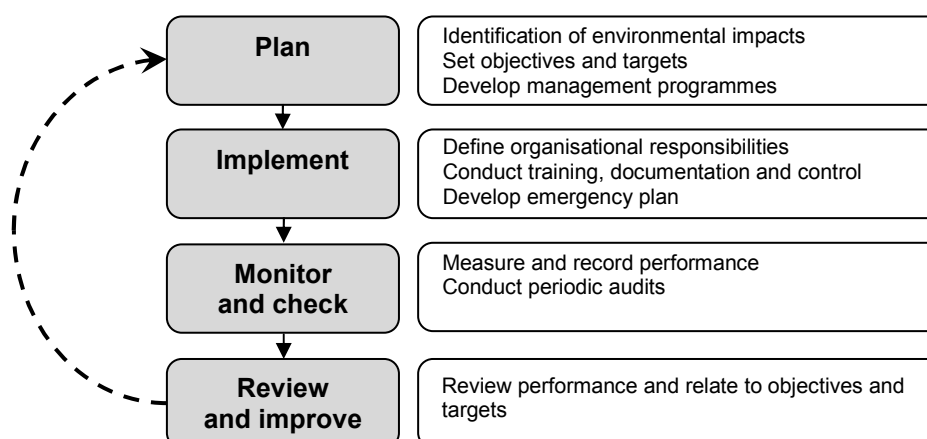 Plan
Identification of environmental impacts
Set objectives and targets
Develop management programmes
Implement
Define organisational responsibilities
Conduct training, documentation and control
Develop emergency plan
Monitor
and check
Measure and record performance
Conduct periodic audits
Review
and improve
Review performance and relate to objectives and
targets